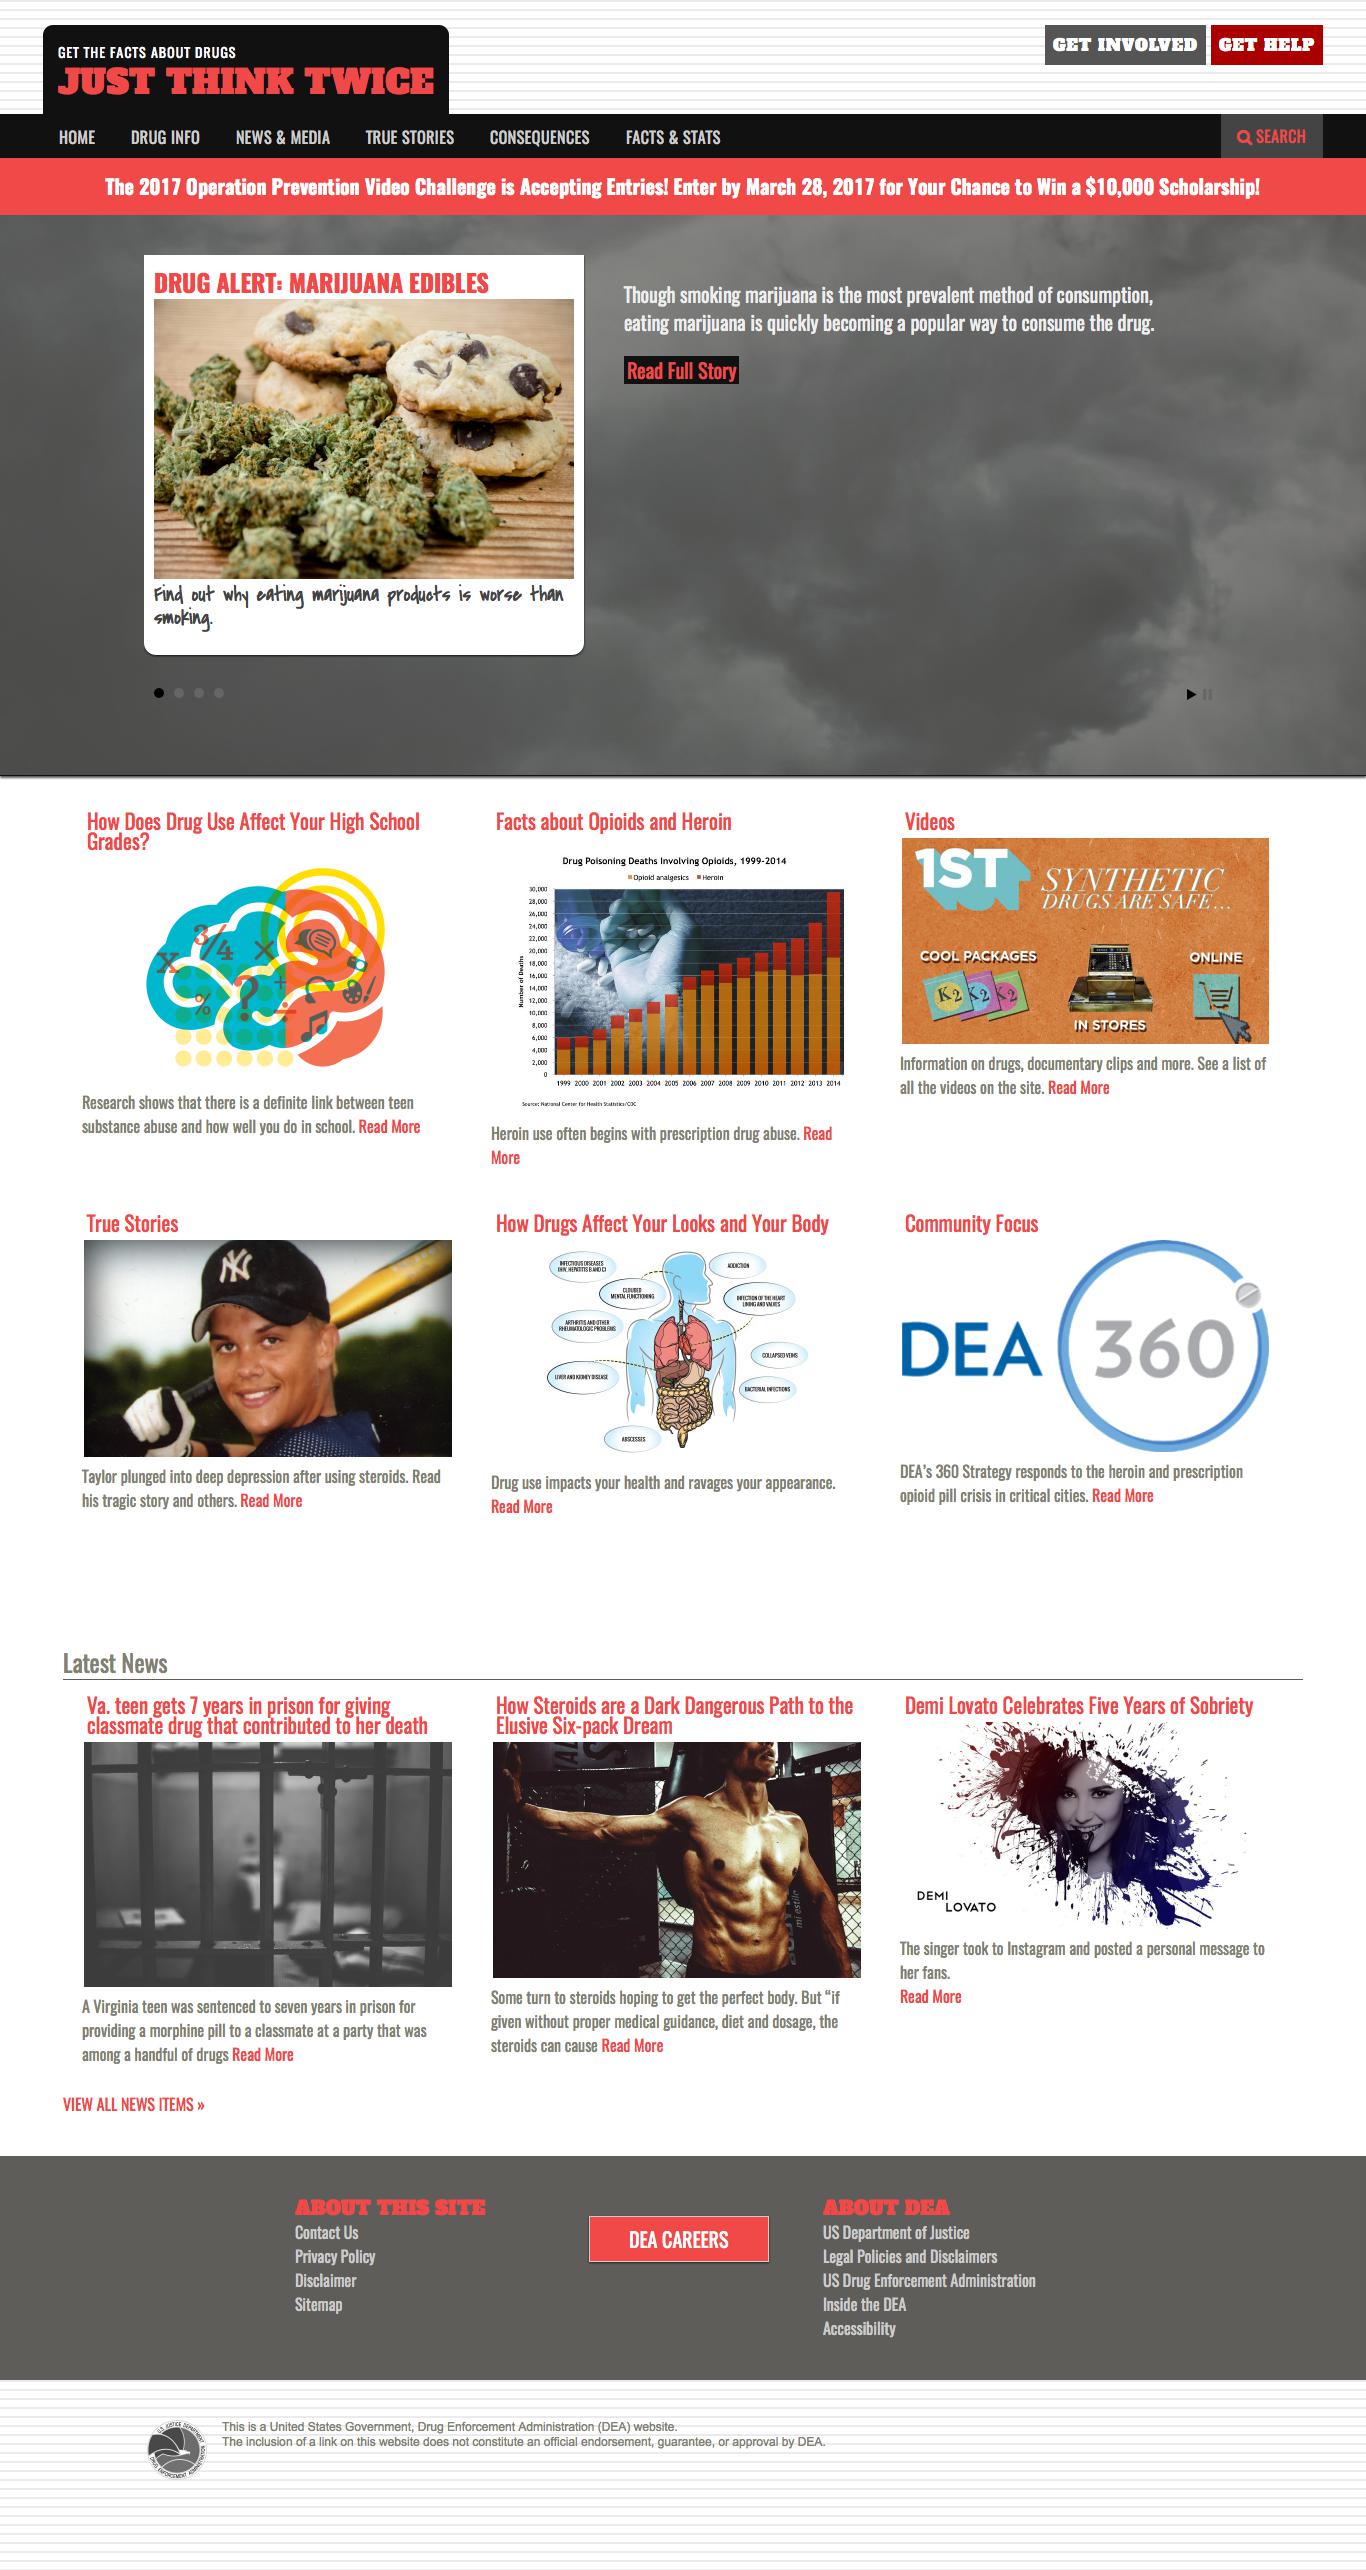 GET THE FACTS ABOUT DRUGS
JUST THINK TWICE
GET INVOLVED
GET HELP
HOME
DRUG INFO
NEWS & MEDIA
TRUE STORIES
CONSEQUENCES
FACTS & STATS
SEARCH
The 2017 Operation Prevention Video Challenge is Accepting Entries! Enter by March 28, 2017 for Your Chance to Win a $10,000 Scholarship!
DRUG ALERT: MARIJUANA EDIBLES
Find out why eating marijuana products is worse than
smoking.
Though smoking marijuana is the most prevalent method of consumption,
eating marijuana is quickly becoming a popular way to consume the drug.
Read Full Story
How Does Drug Use Affect Your High School
Grades?
3/4
x
×
%
?
+
÷
Research shows that there is a definite link between teen
substance abuse and how well you do in school. Read More
Facts about Opioids and Heroin
Drug Poisoning Deaths Involving Opioids, 1999-2014
Opioid analgesics
Heroin
Number of Deaths
30,000
28,000
26,000
24,000
22,000
20,000
18,000
16,000
14,000
12,000
10,000
8,000
6,000
4,000
2,000
0
1999 2000 2001 2002 2003 2004 2005 2006 2007 2008 2009 2010 2011 2012 2013 2014
Source: National Center for Health Statistics/CDC
Heroin use often begins with prescription drug abuse. Read
More
Videos
1ST
SYNTHETIC
DRUGS ARE SAFE...
COOL PACKAGES
K2
K2
K2
IN STORES
ONLINE
Information on drugs, documentary clips and more. See a list of
all the videos on the site. Read More
True Stories
NY
Taylor plunged into deep depression after using steroids. Read
his tragic story and others. Read More
How Drugs Affect Your Looks and Your Body
INFECTIOUS DISEASES
(HIV, HEPATITIS B AND C)
ADDICTION
CLOUDED
MENTAL FUNCTIONING
INFECTION OF THE HEART
LINING AND VALVES
ARTHRITIS AND OTHER
RHEUMATOLOGIC PROBLEMS
COLLAPSED VEINS
LIVER AND KIDNEY DISEASE
BACTERIAL INFECTIONS
ABSCESSES
Drug use impacts your health and ravages your appearance.
Read More
Community Focus
DEA 360
DEA's 360 Strategy responds to the heroin and prescription
opioid pill crisis in critical cities. Read More
Latest News
Va. teen gets 7 years in prison for giving
classmate drug that contributed to her death
A Virginia teen was sentenced to seven years in prison for
providing a morphine pill to a classmate at a party that was
among a handful of drugs Read More
How Steroids are a Dark Dangerous Path to the
Elusive Six-pack Dream
Some turn to steroids hoping to get the perfect body. But “if
given without proper medical guidance, diet and dosage, the
steroids can cause Read More
Demi Lovato Celebrates Five Years of Sobriety
DEMI
LOVATO
The singer took to Instagram and posted a personal message to
her fans.
Read More
VIEW ALL NEWS ITEMS »
ABOUT THIS SITE
Contact Us
Privacy Policy
Disclaimer
Sitemap
DEA CAREERS
ABOUT DEA
US Department of Justice
Legal Policies and Disclaimers
US Drug Enforcement Administration
Inside the DEA
Accessibility
This is a United States Government, Drug Enforcement Administration (DEA) website.
The inclusion of a link on this website does not constitute an official endorsement, guarantee, or approval by DEA.